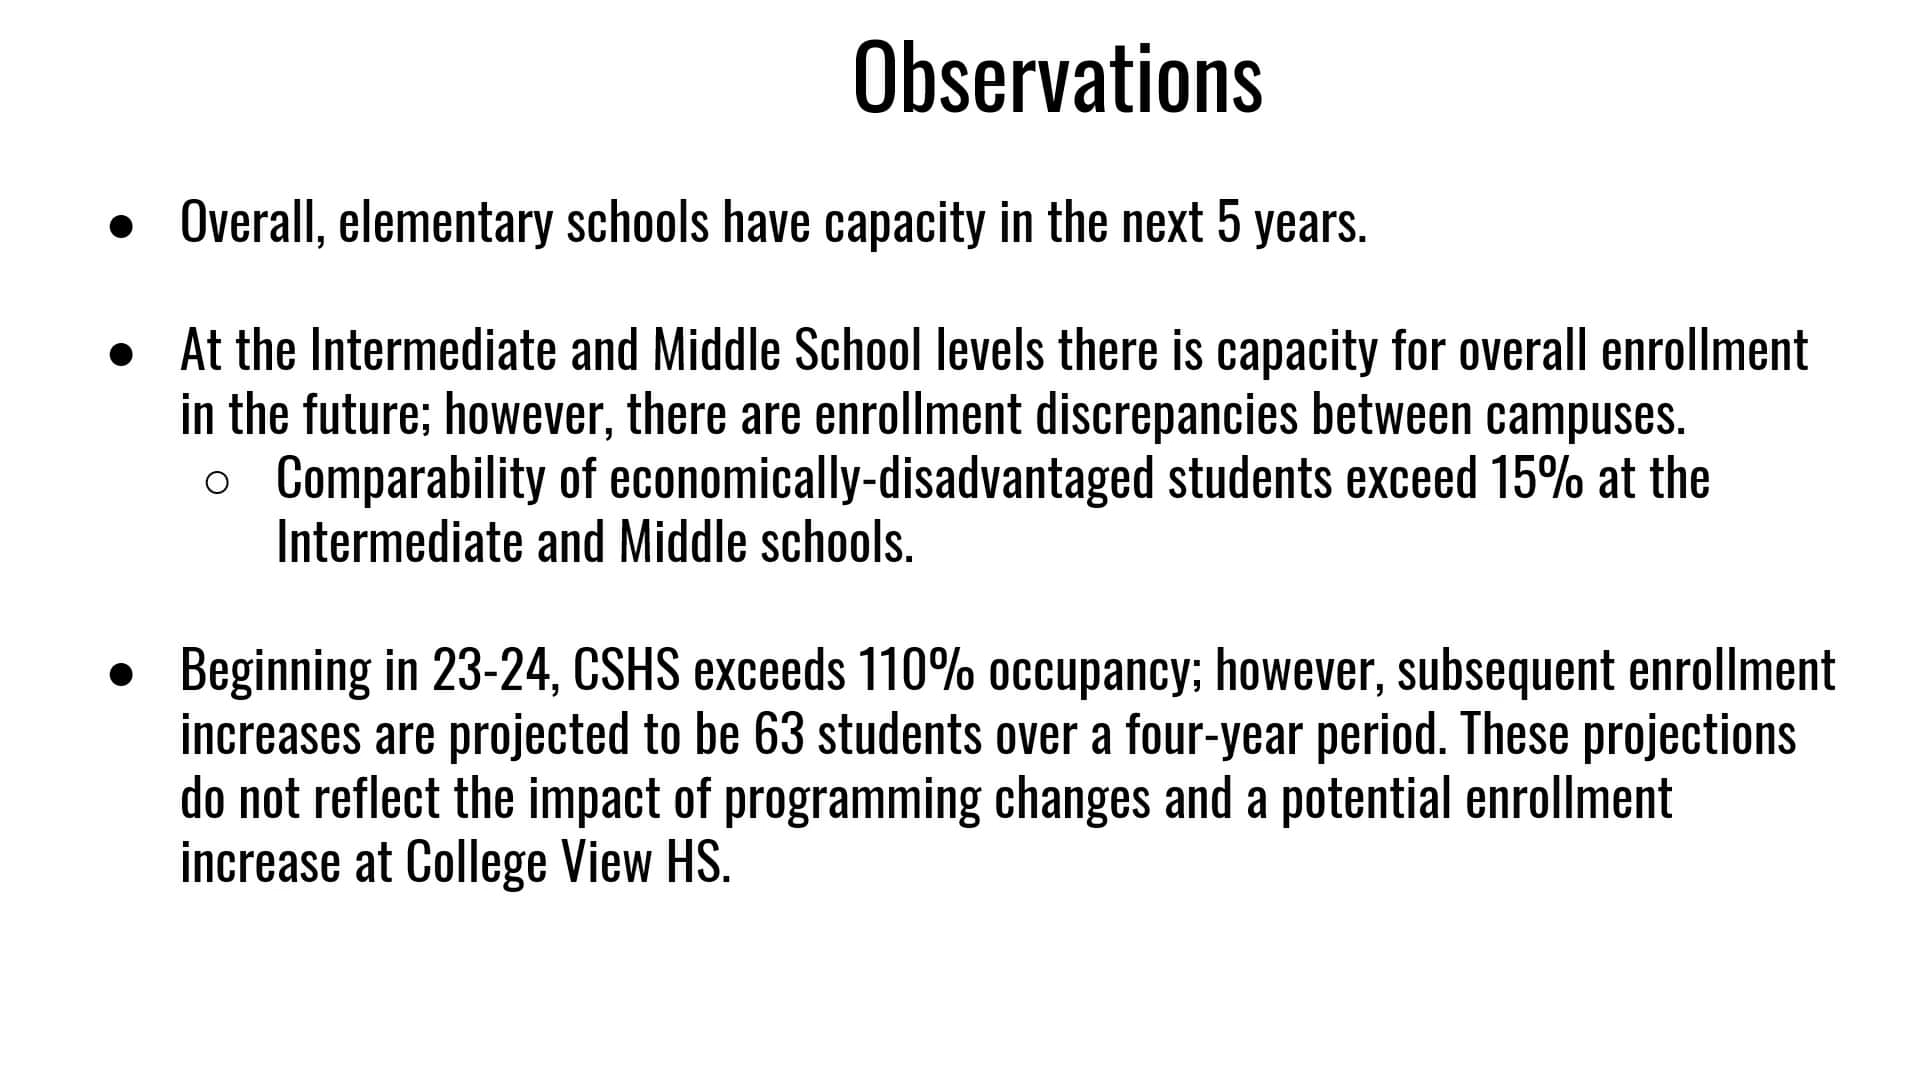 Observations
● Overall, elementary schools have capacity in the next 5 years.
● At the Intermediate and Middle School levels there is capacity for overall enrollment
in the future; however, there are enrollment discrepancies between campuses.
○ Comparability of economically-disadvantaged students exceed 15% at the
Intermediate and Middle schools.
● Beginning in 23-24, CSHS exceeds 110% occupancy; however, subsequent enrollment
increases are projected to be 63 students over a four-year period. These projections
do not reflect the impact of programming changes and a potential enrollment
increase at College View HS.